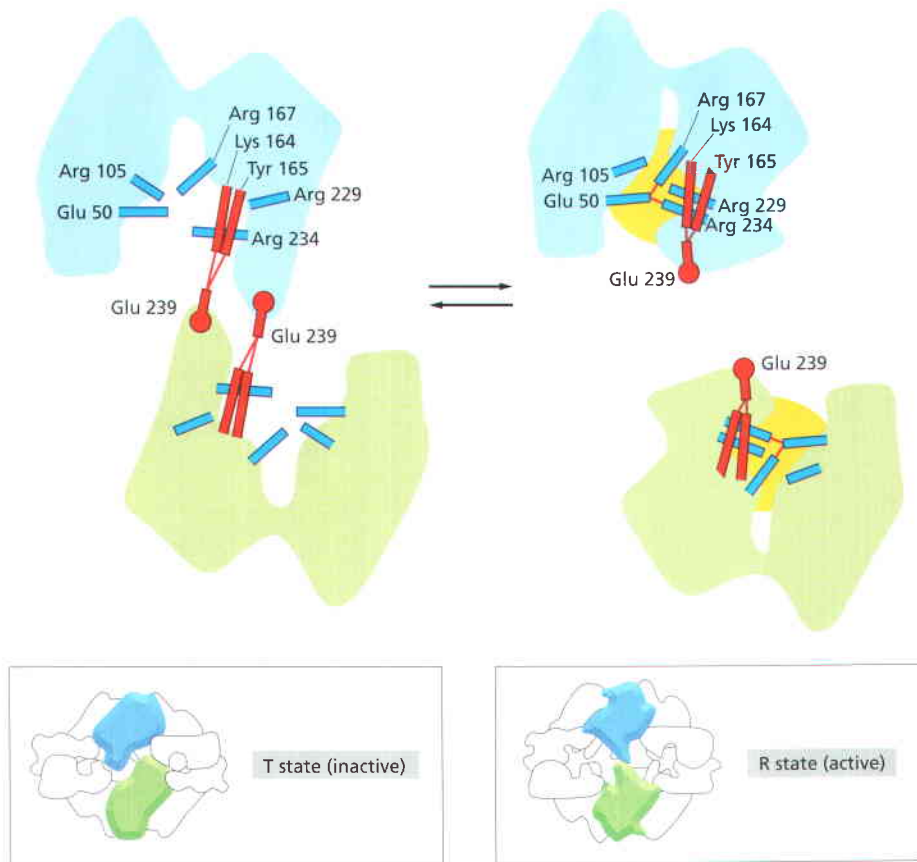 Arg 167
Lys 164
Tyr 165
Arg 105
Glu 50
Arg 229
Arg 234
Glu 239
Glu 239
Arg 167
Lys 164
Tyr 165
Arg 105
Glu 50
Arg 229
Arg 234
Glu 239
Glu 239
T state (inactive)
R state (active)